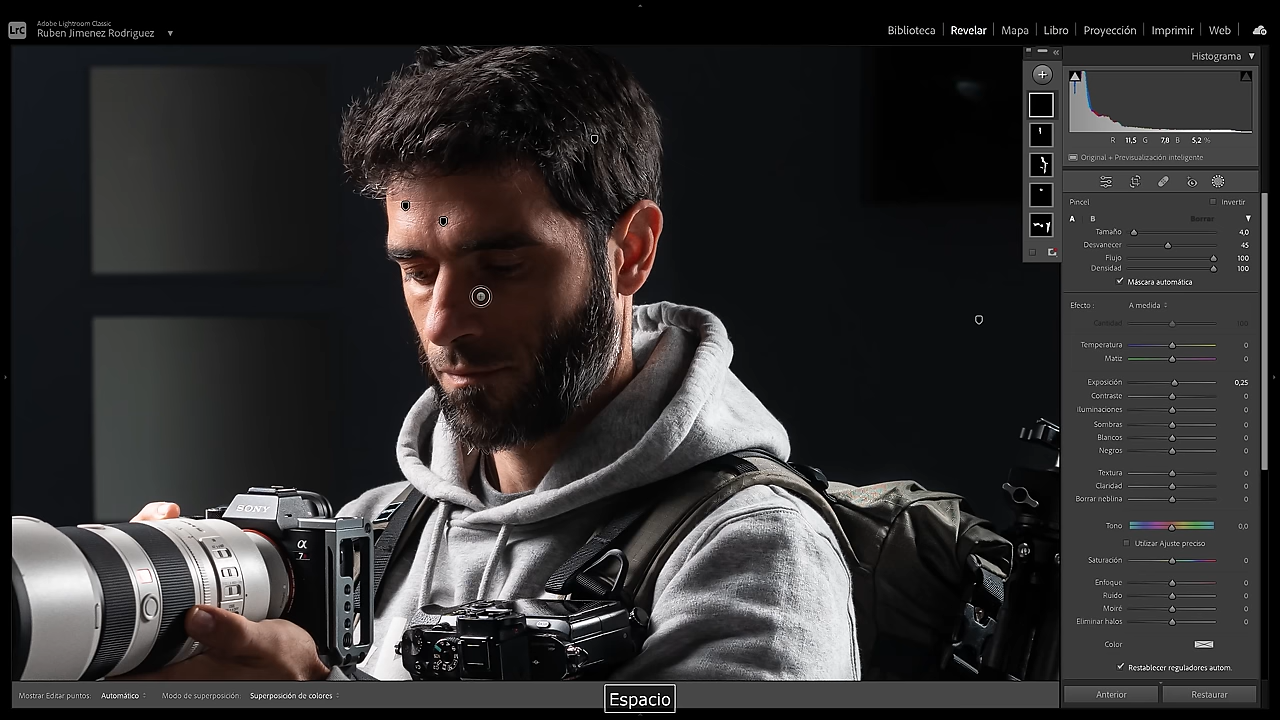 LrC
Adobe Lightroom Classic
Ruben Jimenez Rodriguez
Biblioteca | Revelar | Mapa | Libro | Proyección | Imprimir | Web
Histograma
R 11,5 G 7,8 B 5,2 %
Original + Previsualización inteligente
Pincel Invertir
A B Borrar
Tamaño 4,0
Desvanecer 45
Flujo 100
Densidad 100
Máscara automática
Efecto : A medida
Cantidad 100
Temperatura 0
Matiz 0
Exposición 0,25
Contraste 0
Iluminaciones 0
Sombras 0
Blancos 0
Negros 0
Textura 0
Claridad 0
Borrar neblina 0
Tono 0,0
Utilizar Ajuste preciso
Saturación 0
Enfoque 0
Ruido 0
Moiré 0
Eliminar halos 0
Color
Restablecer reguladores autom.
Anterior Restaurar
SONY
α
7
Mostrar Editar puntos: Automático Modo de superposición: Superposición de colores
Espacio